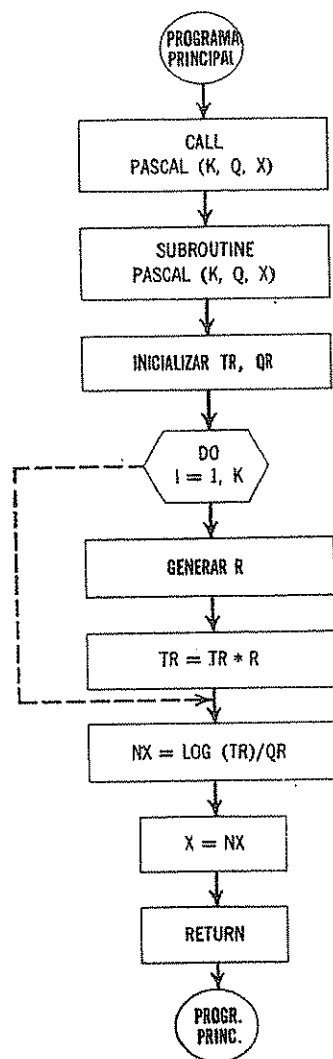 PROGRAMA
PRINCIPAL
CALL
PASCAL (K, Q, X)
SUBROUTINE
PASCAL (K, Q, X)
INICIALIZAR TR, QR
DO
I = 1, K
GENERAR R
TR = TR * R
NX = LOG (TR)/QR
X = NX
RETURN
PROGR.
PRINC.